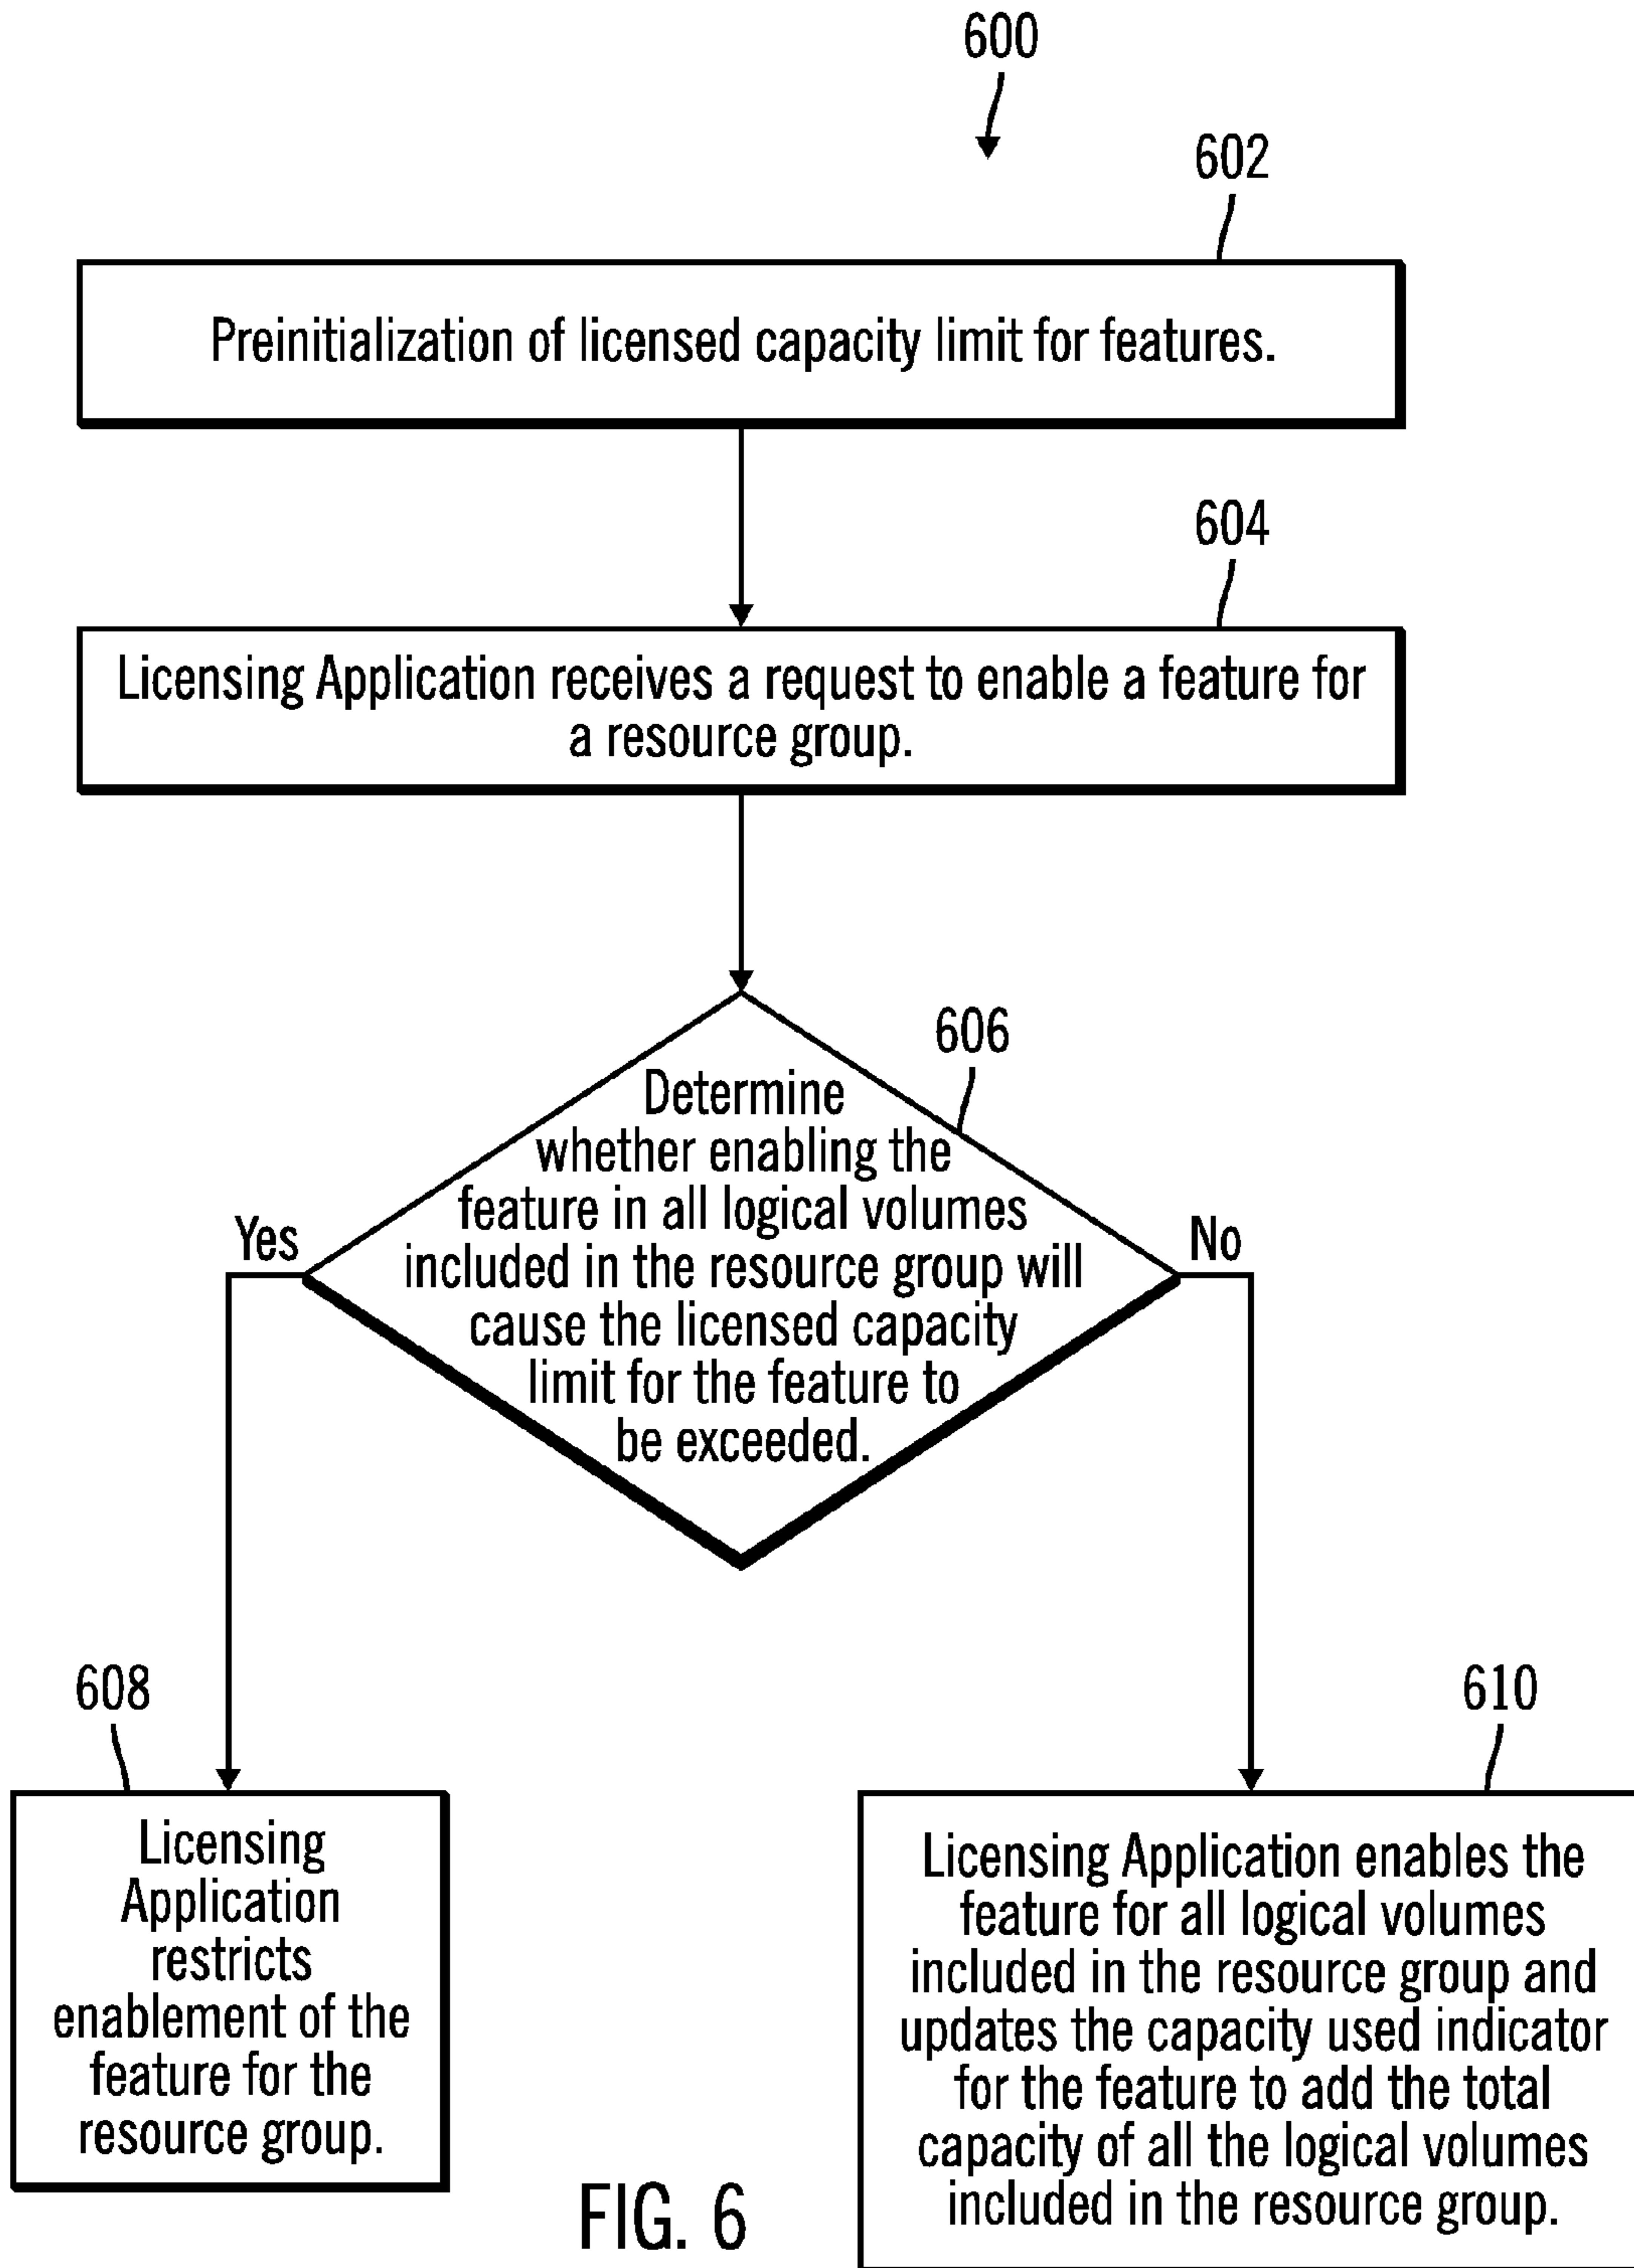 600
602
Preinitialization of licensed capacity limit for features.
604
Licensing Application receives a request to enable a feature for
a resource group.
606
Determine
whether enabling the
feature in all logical volumes
included in the resource group will
cause the licensed capacity
limit for the feature to
be exceeded.
Yes
No
608
Licensing
Application
restricts
enablement of the
feature for the
resource group.
610
Licensing Application enables the
feature for all logical volumes
included in the resource group and
updates the capacity used indicator
for the feature to add the total
capacity of all the logical volumes
included in the resource group.
FIG. 6